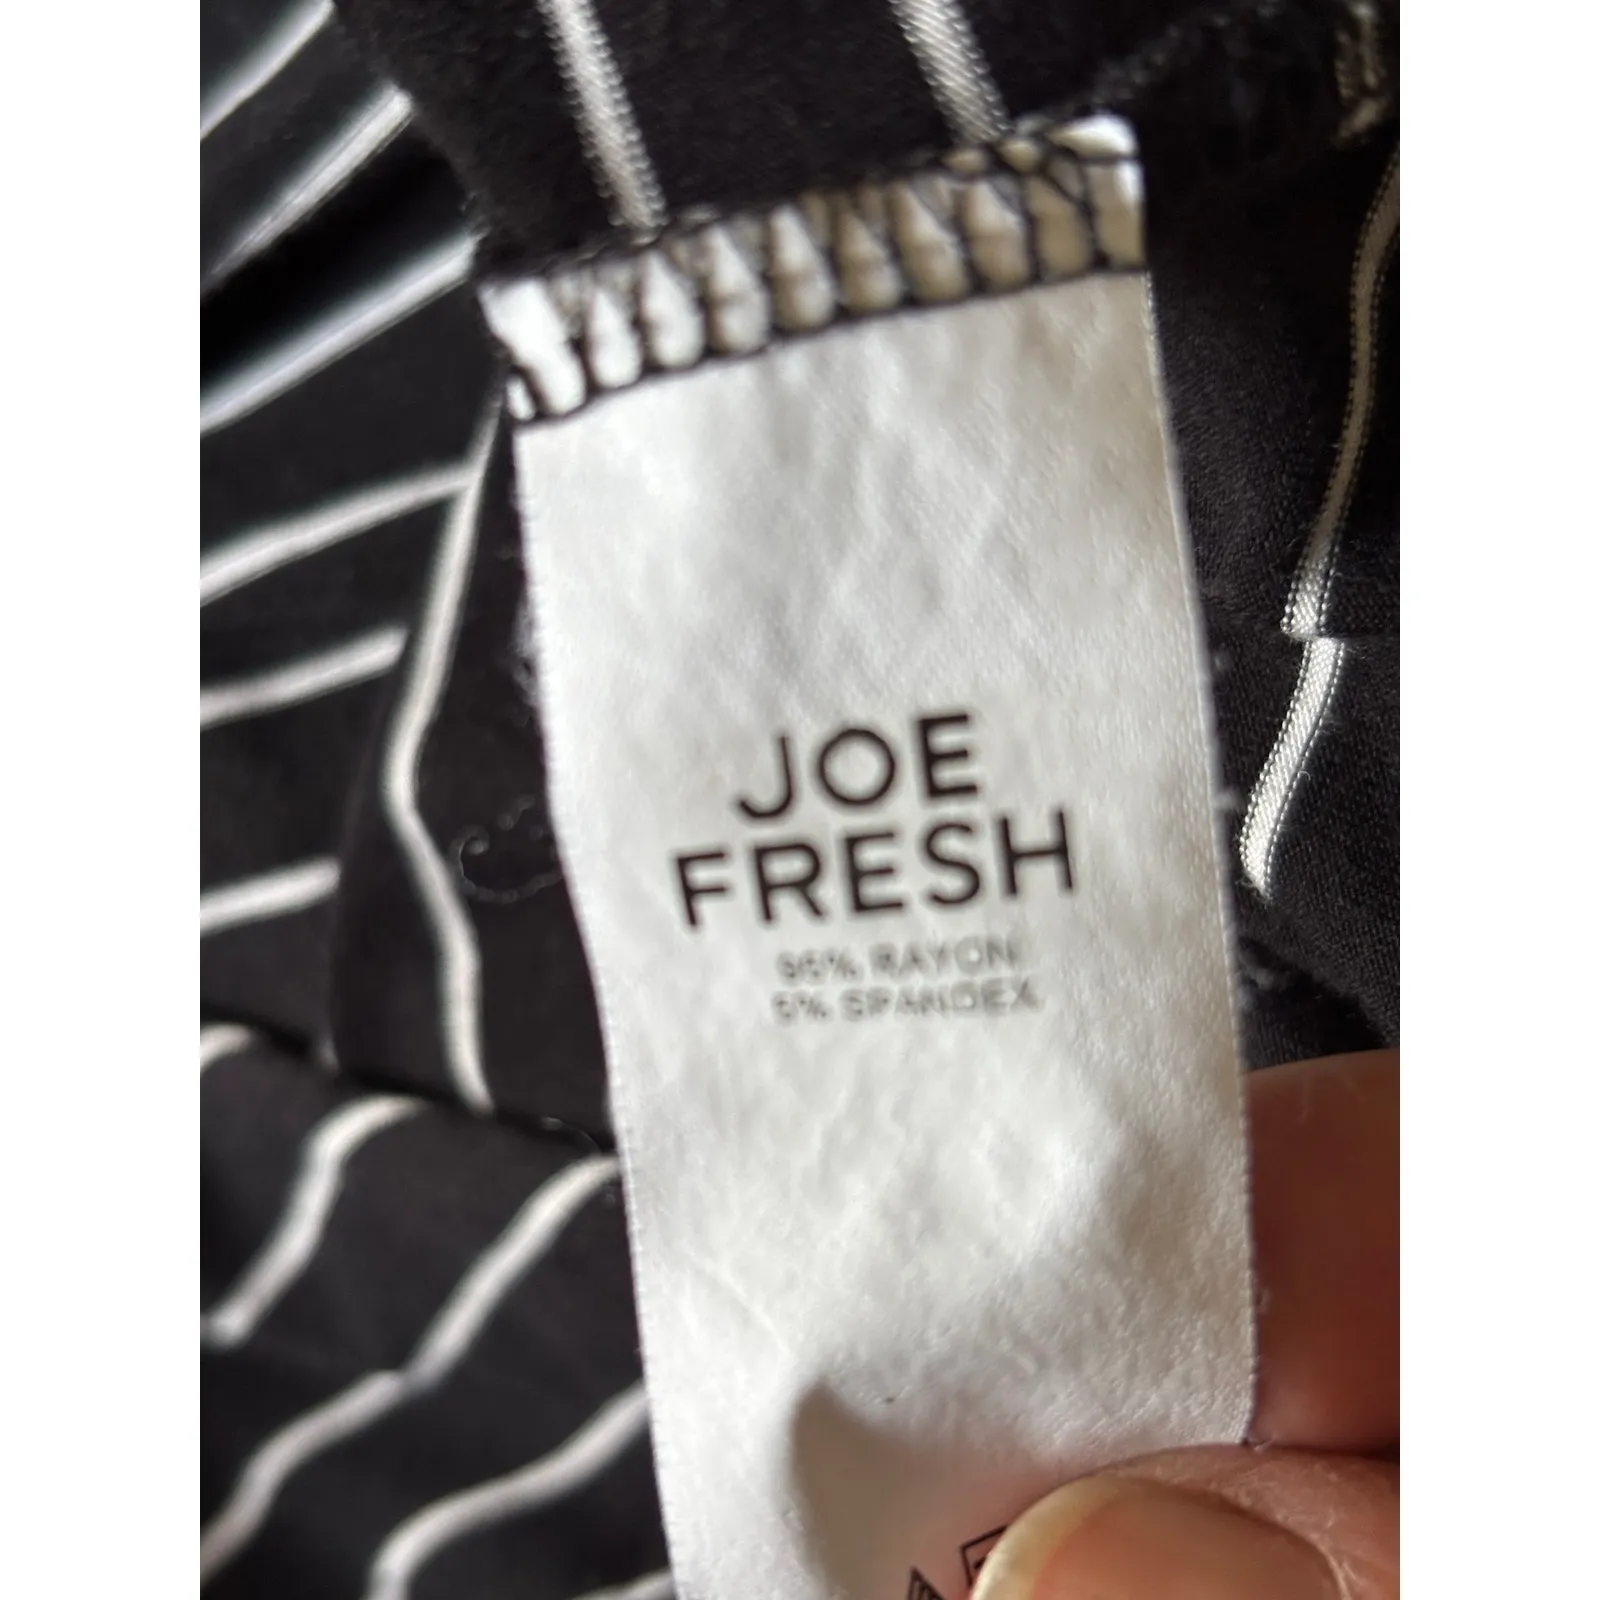 JOE
FRESH
95% RAYON
5% SPANDEX